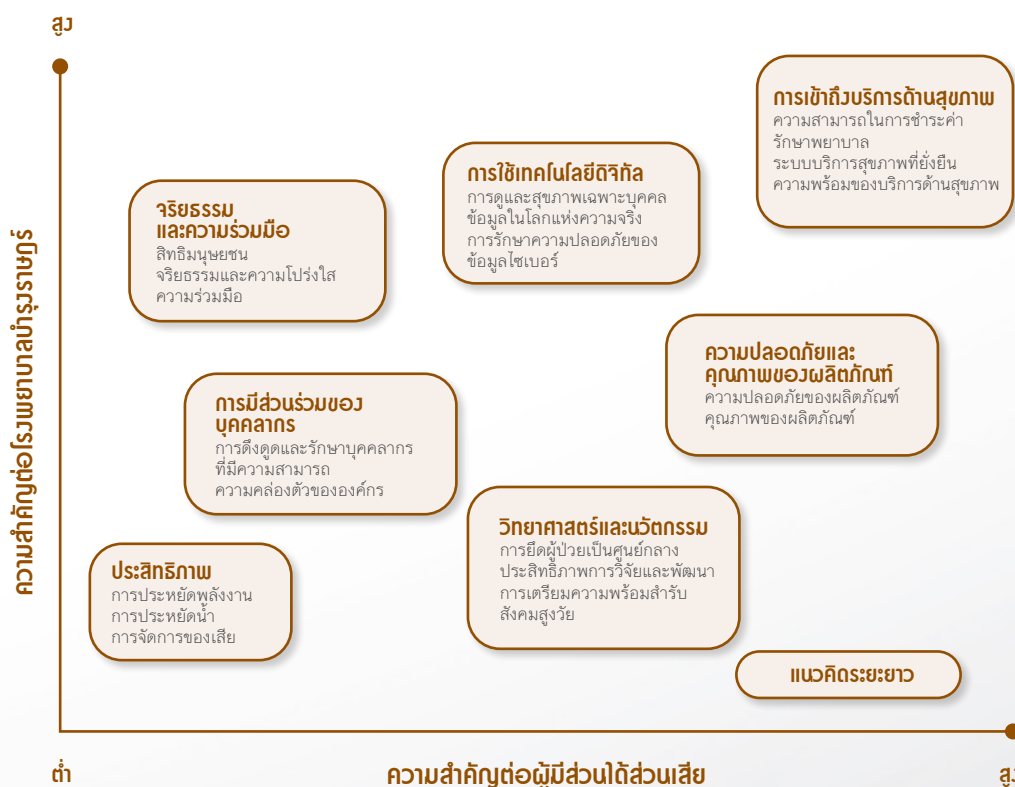 สูง
การเข้าถึงบริการด้านสุขภาพ
ความสามารถในการชำระค่า
รักษาพยาบาล
ระบบบริการสุขภาพที่ยั่งยืน
ความพร้อมของบริการด้านสุขภาพ
การใช้เทคโนโลยีดิจิทัล
การดูและสุขภาพเฉพาะบุคคล
ข้อมูลในโลกแห่งความจริง
การรักษาความปลอดภัยของ
ข้อมูลไซเบอร์
จริยธรรม
และความร่วมมือ
สิทธิมนุษยชน
จริยธรรมและความโปร่งใส
ความร่วมมือ
ความสำคัญต่อโรงพยาบาลบำรุงราษฎร์
ความปลอดภัยและ
คุณภาพของผลิตภัณฑ์
ความปลอดภัยของผลิตภัณฑ์
คุณภาพของผลิตภัณฑ์
การมีส่วนร่วมของ
บุคคลากร
การดึงดูดและรักษาบุคคลากร
ที่มีความสามารถ
ความคล่องตัวขององค์กร
วิทยาศาสตร์และนวัตกรรม
การยึดผู้ป่วยเป็นศูนย์กลาง
ประสิทธิภาพการวิจัยและพัฒนา
การเตรียมความพร้อมสำรับ
สังคมสูงวัย
ประสิทธิภาพ
การประหยัดพลังงาน
การประหยัดน้ำ
การจัดการของเสีย
แนวคิดระยะยาว
ต่ำ
ความสำคัญต่อผู้มีส่วนได้ส่วนเสีย
สูง